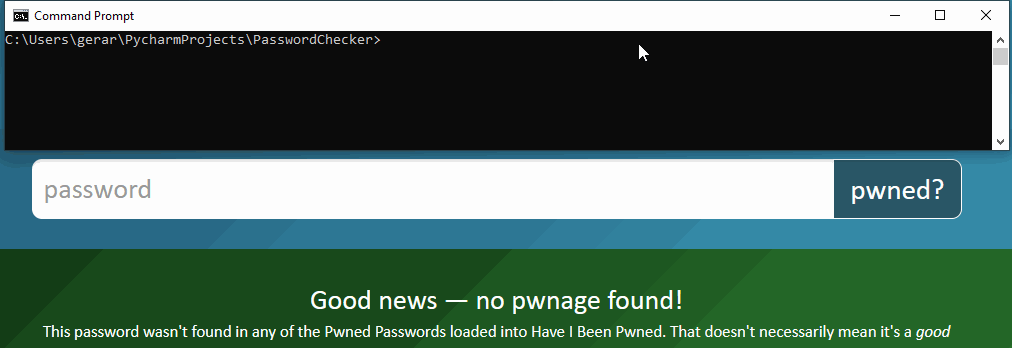 Command Prompt
C:\Users\gerar\PycharmProjects\PasswordChecker>
password
pwned?
Good news — no pwnage found!
This password wasn't found in any of the Pwned Passwords loaded into Have I Been Pwned. That doesn't necessarily mean it's a good